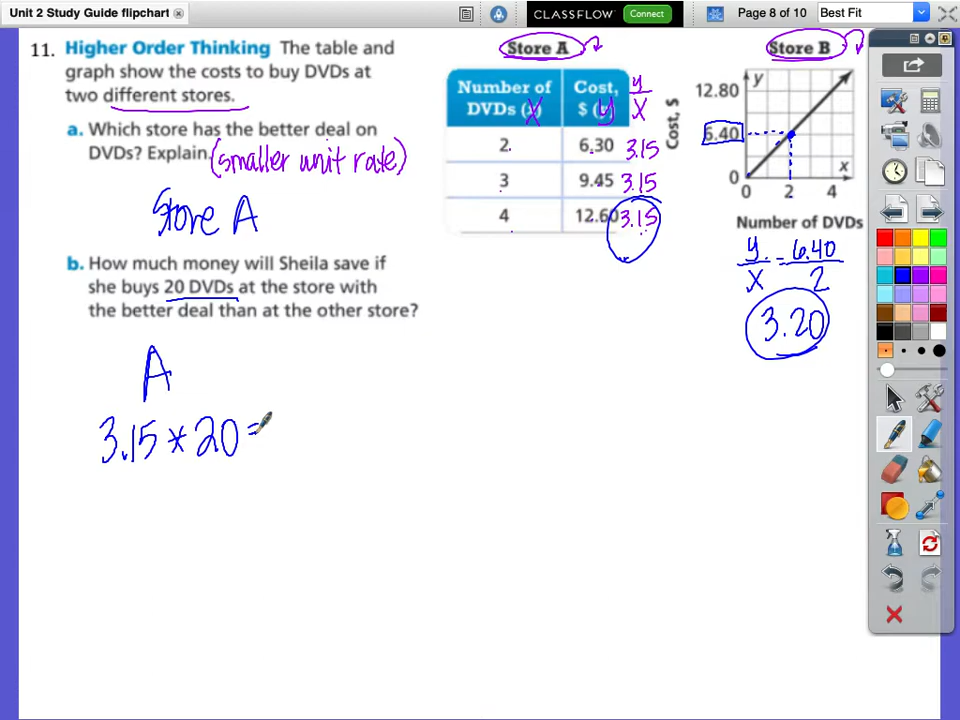 Unit 2 Study Guide flipchart
CLASSFLOW Connect
Page 8 of 10
Best Fit
11. Higher Order Thinking The table and
graph show the costs to buy DVDs at
two different stores.
a. Which store has the better deal on
DVDs? Explain. (smaller unit rate)
Store A
b. How much money will Sheila save if
she buys 20 DVDs at the store with
the better deal than at the other store?
A
3.15 * 20 =
Store A
Number of DVDs (x) Cost, $ (y) y/x
2 6.30 3.15
3 9.45 3.15
4 12.60 3.15
Store B
y
12.80
6.40
0
x
0 2 4
Cost, $
Number of DVDs
y/x = 6.40/2
3.20